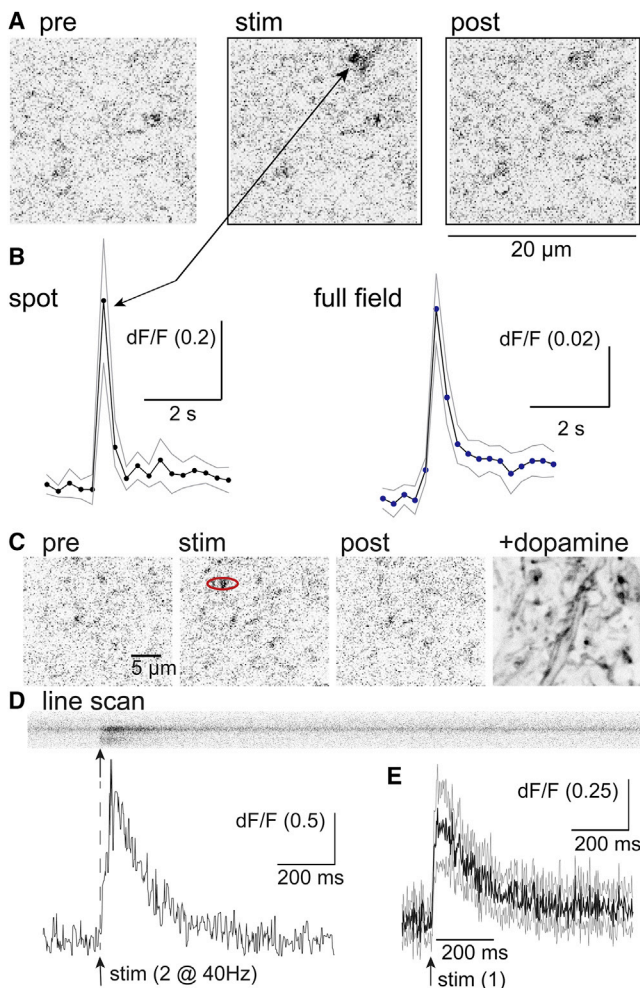 A pre stim post
20 µm
B
spot full field
dF/F (0.2) dF/F (0.02)
2 s 2 s
C pre stim post +dopamine
5 µm
D line scan
E
dF/F (0.5) dF/F (0.25)
200 ms 200 ms
200 ms
stim (2 @ 40Hz) stim (1)